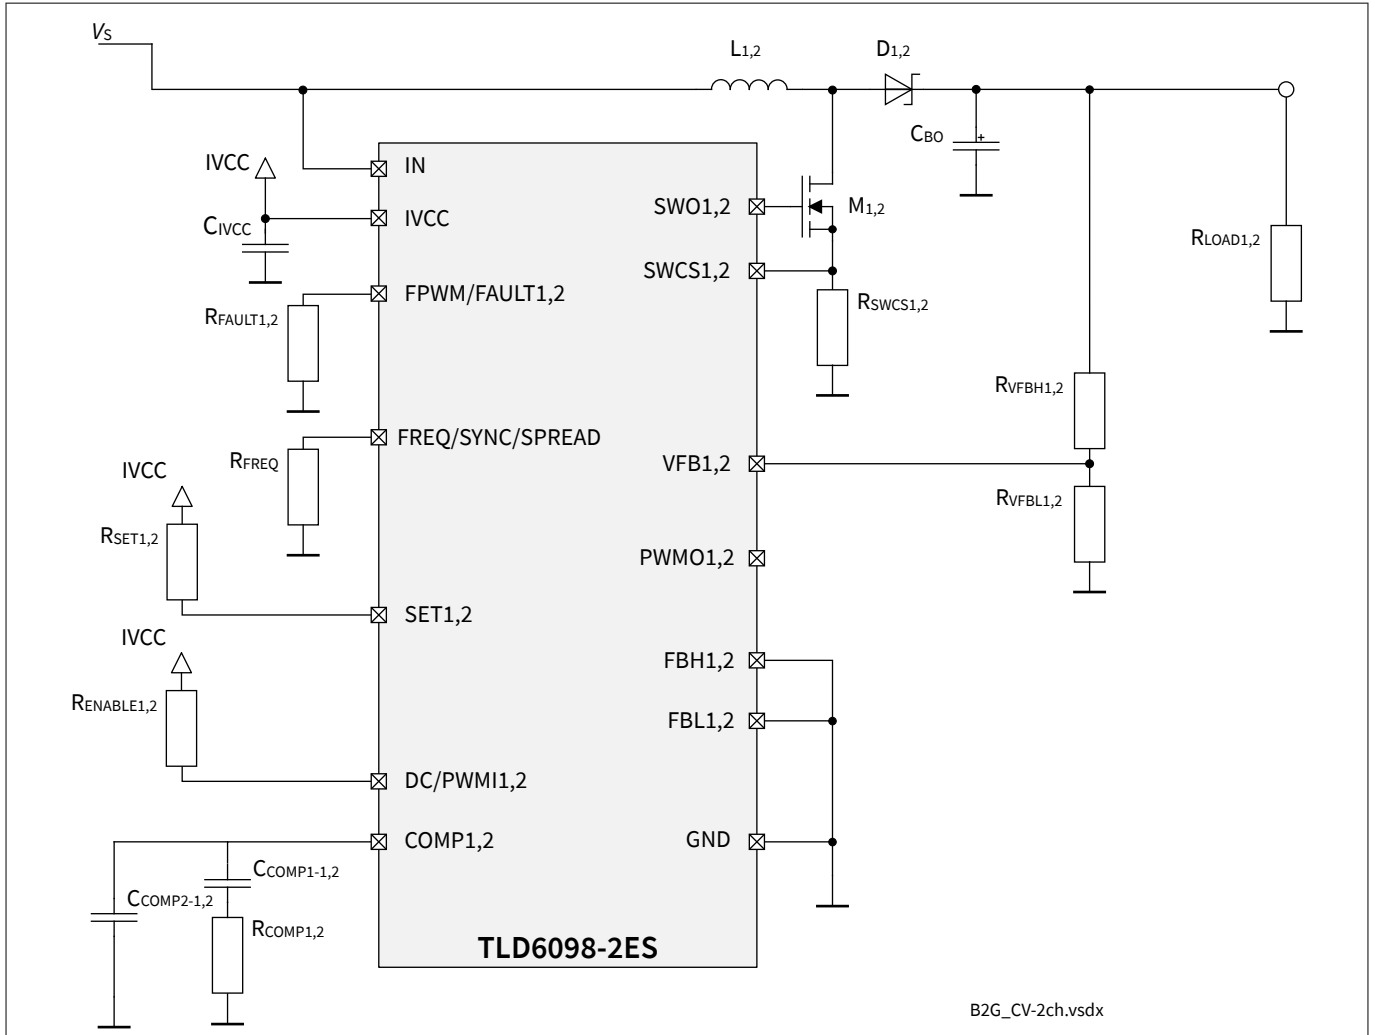 VS
L1,2
D1,2
CBO
IVCC
IN
SWO1,2
M1,2
CIVCC
IVCC
RLOAD1,2
SWCS1,2
FPWM/FAULT1,2
RSWCS1,2
RFAULT1,2
RVFBH1,2
FREQ/SYNC/SPREAD
RFREQ
VFB1,2
IVCC
RVFBL1,2
RSET1,2
PWMO1,2
SET1,2
IVCC
FBH1,2
RENABLE1,2
FBL1,2
DC/PWMI1,2
COMP1,2
GND
CCOMP1-1,2
CCOMP2-1,2
RCOMP1,2
TLD6098-2ES
B2G_CV-2ch.vsdx
+